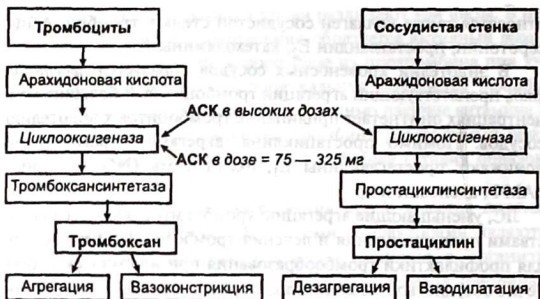 Тромбоциты
Сосудистая стенка
Арахидоновая кислота
Арахидоновая кислота
АСК в высоких дозах
Циклооксигеназа
Циклооксигеназа
АСК в дозе = 75 — 325 мг
Тромбоксансинтетаза
Простациклинсинтетаза
Тромбоксан
Простациклин
Агрегация
Вазоконстрикция
Дезагрегация
Вазодилатация